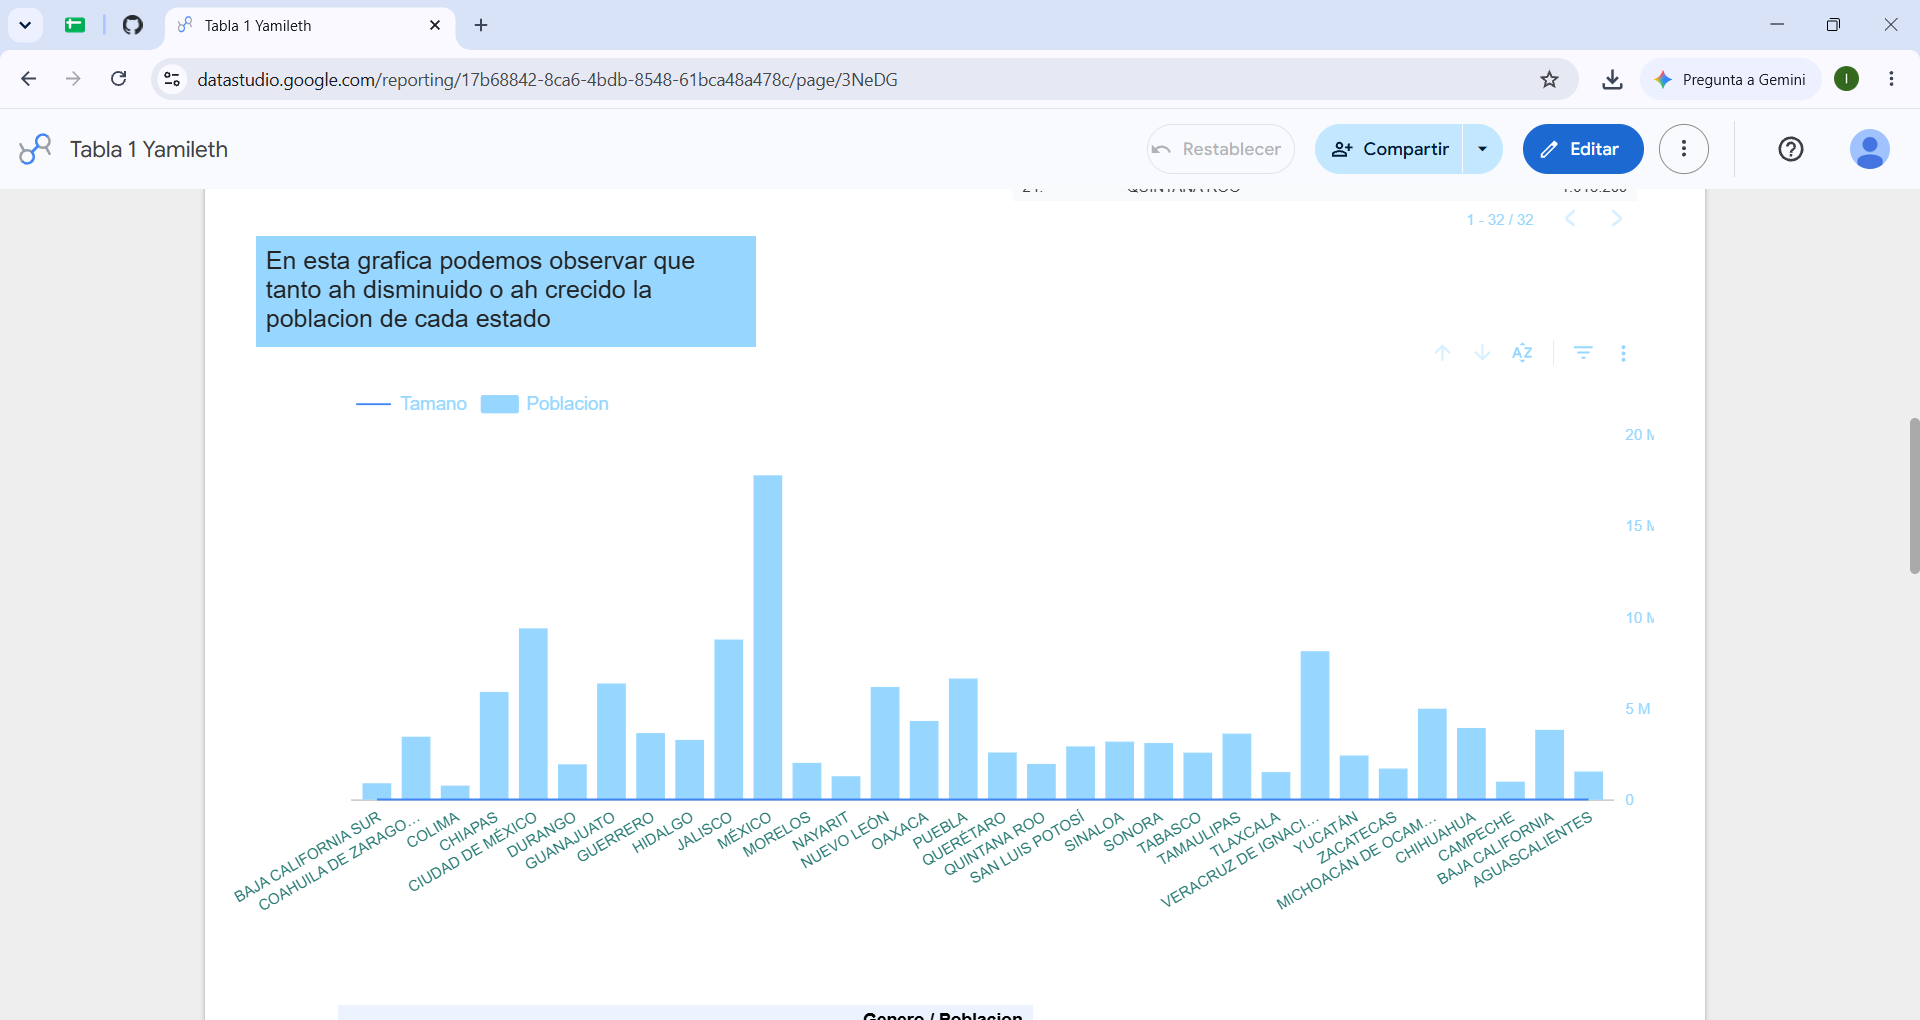 Tabla 1 Yamileth
datastudio.google.com/reporting/17b68842-8ca6-4bdb-8548-61bca48a478c/page/3NeDG
Pregunta a Gemini
I
Tabla 1 Yamileth
Restablecer
Compartir
Editar
1 - 32 / 32
En esta grafica podemos observar que
tanto ah disminuido o ah crecido la
poblacion de cada estado
AZ
Tamano
Poblacion
20 M
15 M
10 M
5 M
0
BAJA CALIFORNIA SUR
COAHUILA DE ZARAGO...
COLIMA
CHIAPAS
CIUDAD DE MÉXICO
DURANGO
GUANAJUATO
GUERRERO
HIDALGO
JALISCO
MÉXICO
MORELOS
NAYARIT
NUEVO LEÓN
OAXACA
PUEBLA
QUERÉTARO
QUINTANA ROO
SAN LUIS POTOSÍ
SINALOA
SONORA
TABASCO
TAMAULIPAS
TLAXCALA
VERACRUZ DE IGNACI...
YUCATÁN
ZACATECAS
MICHOACÁN DE OCAM...
CHIHUAHUA
CAMPECHE
BAJA CALIFORNIA
AGUASCALIENTES
Genero / Poblacion